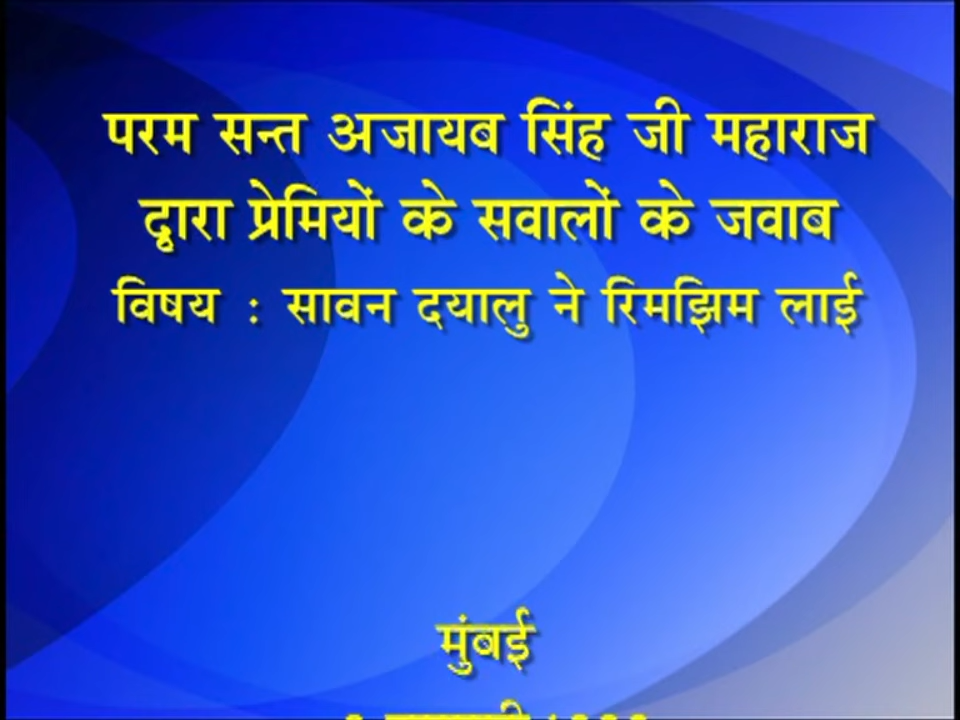 परम सन्त अजायब सिंह जी महाराज
द्वारा प्रेमियों के सवालों के जवाब
विषय : सावन दयालु ने रिमझिम लाई
मुंबई